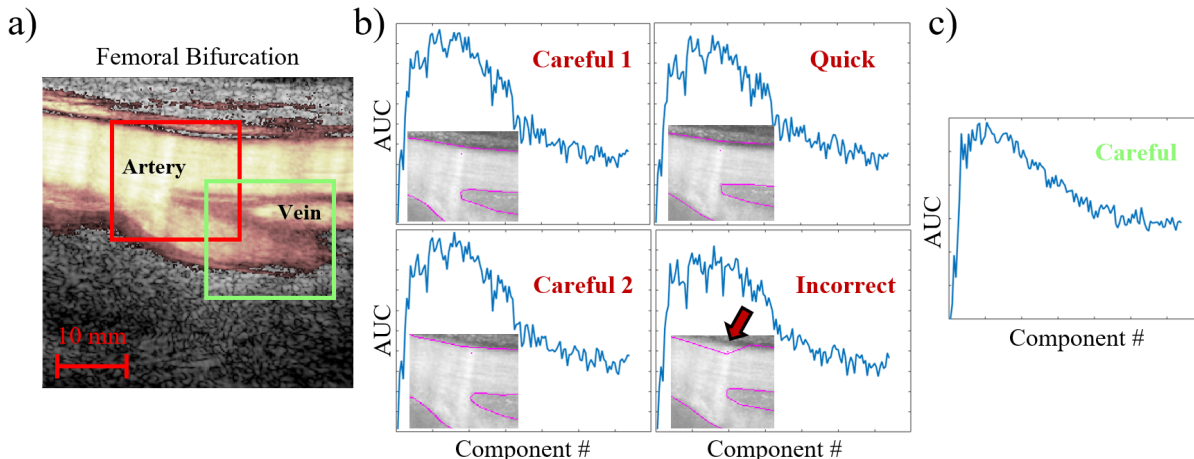 a)
Femoral Bifurcation
Artery
Vein
10 mm
b)
AUC
Careful 1
Quick
AUC
Careful 2
Incorrect
Component #
Component #
c)
AUC
Careful
Component #